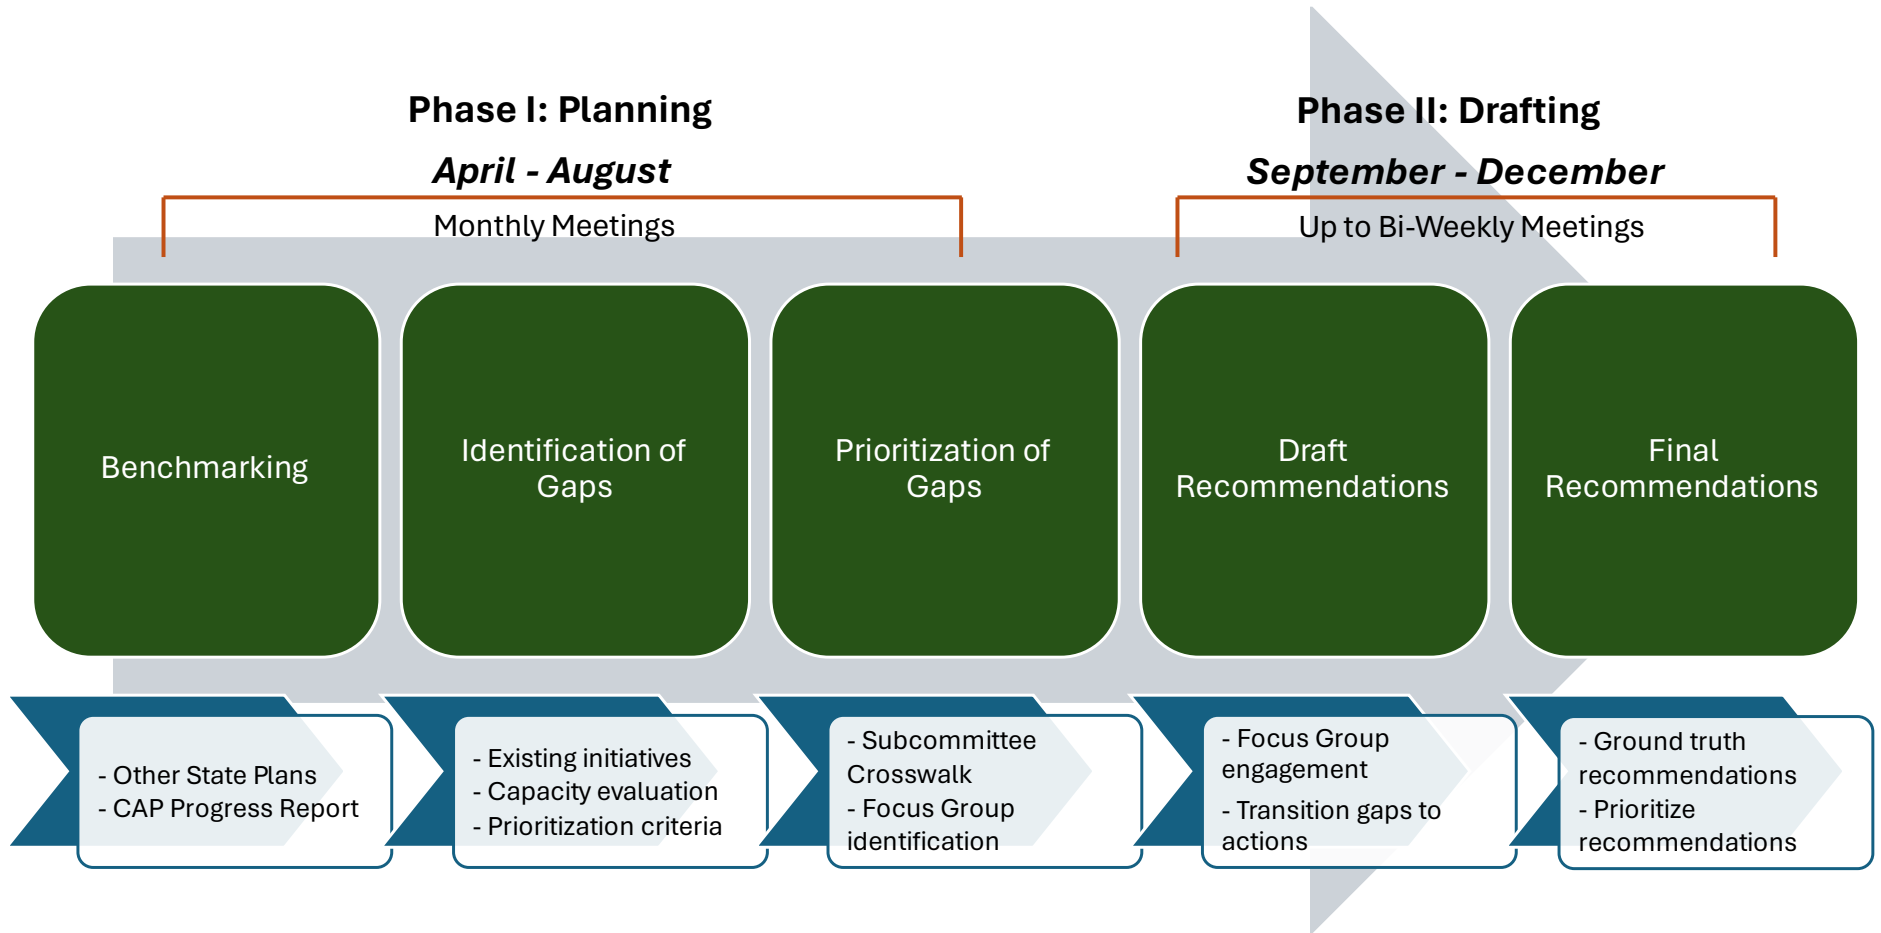 Phase I: Planning
April - August
Monthly Meetings
Phase II: Drafting
September - December
Up to Bi-Weekly Meetings
Benchmarking
Identification of
Gaps
Prioritization of
Gaps
Draft
Recommendations
Final
Recommendations
- Other State Plans
- CAP Progress Report
- Existing initiatives
- Capacity evaluation
- Prioritization criteria
- Subcommittee
Crosswalk
- Focus Group
identification
- Focus Group
engagement
- Transition gaps to
actions
- Ground truth
recommendations
- Prioritize
recommendations